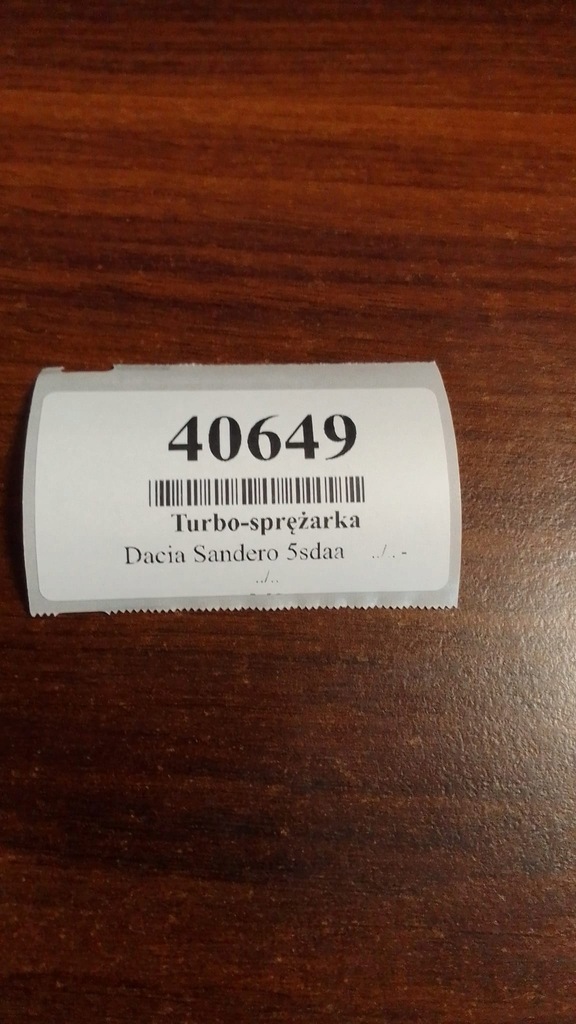 40649
Turbo-sprężarka
Dacia Sandero 5sdaa ../.. -
../..